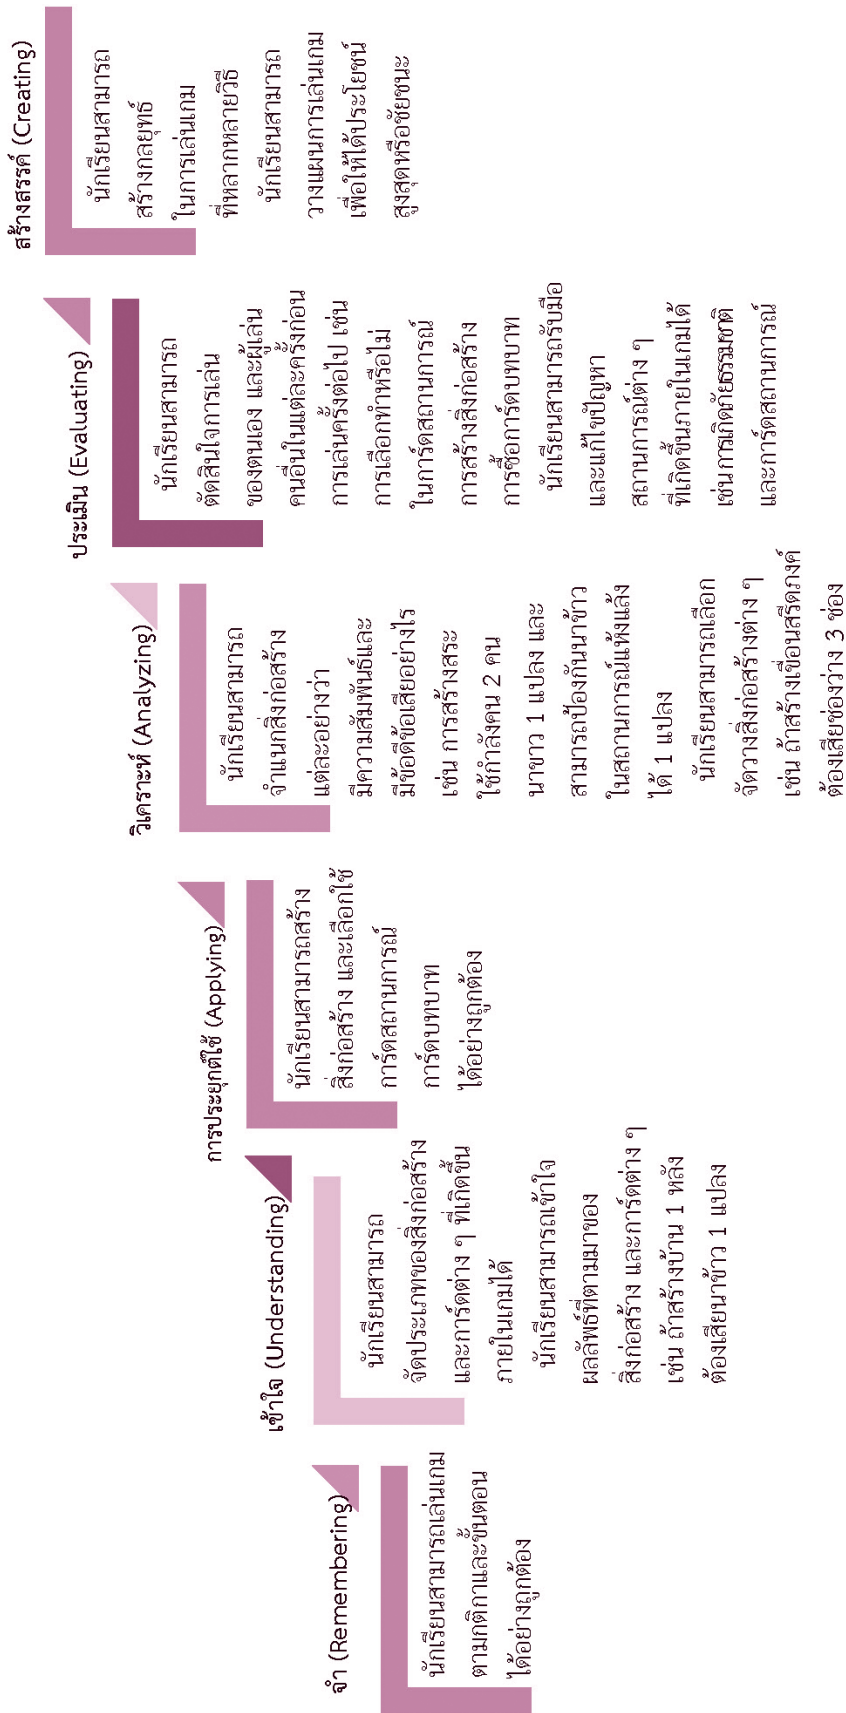 จำ (Remembering)
นักเรียนสามารถเล่นเกม
ตามกติกาและขั้นตอน
ได้อย่างถูกต้อง
เข้าใจ (Understanding)
นักเรียนสามารถ
จัดประเภทของสิ่งก่อสร้าง
และการ์ดต่าง ๆ ที่เกิดขึ้น
ภายในเกมได้
นักเรียนสามารถเข้าใจ
ผลลัพธ์ที่ตามมาของ
สิ่งก่อสร้าง และการ์ดต่าง ๆ
เช่น ถ้าสร้างบ้าน 1 หลัง
ต้องเสียนาข้าว 1 แปลง
การประยุกต์ใช้ (Applying)
นักเรียนสามารถสร้าง
สิ่งก่อสร้าง และเลือกใช้
การ์ดสถานการณ์
การ์ดบทบาท
ได้อย่างถูกต้อง
วิเคราะห์ (Analyzing)
นักเรียนสามารถ
จำแนกสิ่งก่อสร้าง
แต่ละอย่างว่า
มีความสัมพันธ์และ
มีข้อดีข้อเสียอย่างไร
เช่น การสร้างสระ
ใช้กำลังคน 2 คน
นาขาว 1 แปลง และ
สามารถป้องกันนาข้าว
ในสถานการณ์แห้งแล้ง
ได้ 1 แปลง
นักเรียนสามารถเลือก
จัดวางสิ่งก่อสร้างต่าง ๆ
เช่น ถ้าสร้างเขื่อนสรีดภงค์
ต้องเสียช่องว่าง 3 ช่อง
ประเมิน (Evaluating)
นักเรียนสามารถ
ตัดสินใจการเล่น
ของตนเอง และผู้เล่น
คนอื่นในแต่ละครั้งก่อน
การเล่นครั้งต่อไป เช่น
การเลือกทำหรือไม่
ในการ์ดสถานการณ์
การสร้างสิ่งก่อสร้าง
การซื้อการ์ดบทบาท
นักเรียนสามารถรับมือ
และแก้ไขปัญหา
สถานการณ์ต่าง ๆ
ที่เกิดขึ้นภายในเกมได้
เช่น การเกิดภัยธรรมชาติ
และการ์ดสถานการณ์
สร้างสรรค์ (Creating)
นักเรียนสามารถ
สร้างกลยุทธ์
ในการเล่นเกม
ที่หลากหลายวิธี
นักเรียนสามารถ
วางแผนการเล่นเกม
เพื่อให้ได้ประโยชน์
สูงสุดหรือชัยชนะ